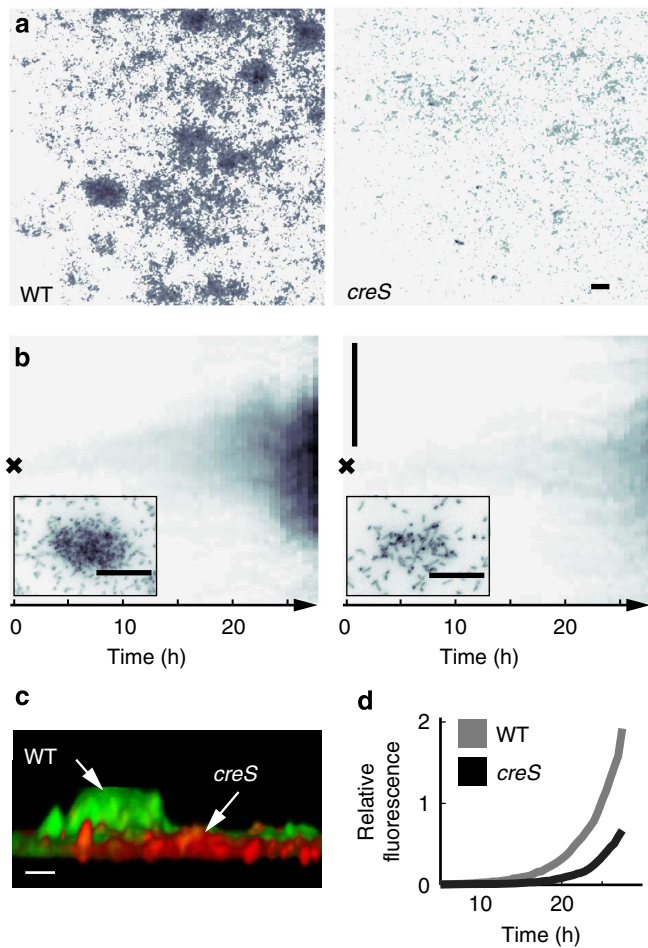 a
WT
creS
b
0 10 20
Time (h)
0 10 20
Time (h)
c
WT
creS
d
Relative
fluorescence
2
1
0
WT
creS
10 20
Time (h)